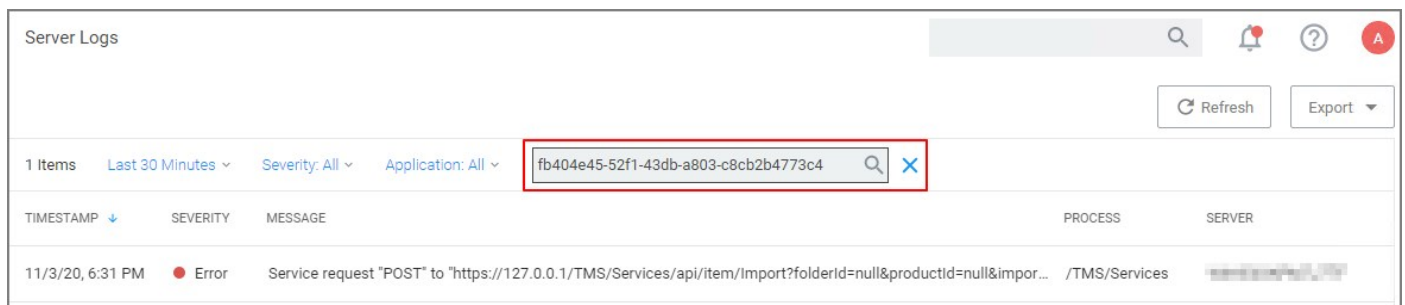 Server Logs
A
Refresh
Export
1 Items Last 30 Minutes Severity: All Application: All fb404e45-52f1-43db-a803-c8cb2b4773c4
TIMESTAMP SEVERITY MESSAGE PROCESS SERVER
11/3/20, 6:31 PM Error Service request "POST" to "https://127.0.0.1/TMS/Services/api/item/Import?folderId=null&productId=null&impor... /TMS/Services